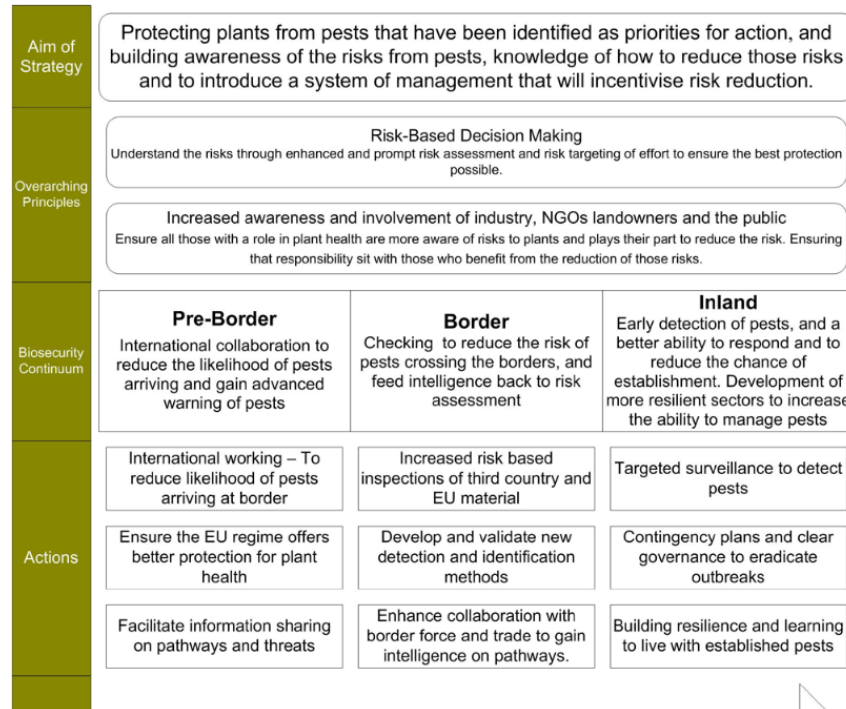 Aim of
Strategy
Protecting plants from pests that have been identified as priorities for action, and
building awareness of the risks from pests, knowledge of how to reduce those risks
and to introduce a system of management that will incentivise risk reduction.
Overarching
Principles
Risk-Based Decision Making
Understand the risks through enhanced and prompt risk assessment and risk targeting of effort to ensure the best protection
possible.
Increased awareness and involvement of industry, NGOs landowners and the public
Ensure all those with a role in plant health are more aware of risks to plants and plays their part to reduce the risk. Ensuring
that responsibility sit with those who benefit from the reduction of those risks.
Biosecurity
Continuum
Pre-Border
International collaboration to
reduce the likelihood of pests
arriving and gain advanced
warning of pests
Border
Checking to reduce the risk of
pests crossing the borders, and
feed intelligence back to risk
assessment
Inland
Early detection of pests, and a
better ability to respond and to
reduce the chance of
establishment. Development of
more resilient sectors to increase
the ability to manage pests
Actions
International working – To
reduce likelihood of pests
arriving at border
Increased risk based
inspections of third country and
EU material
Targeted surveillance to detect
pests
Ensure the EU regime offers
better protection for plant
health
Develop and validate new
detection and identification
methods
Contingency plans and clear
governance to eradicate
outbreaks
Facilitate information sharing
on pathways and threats
Enhance collaboration with
border force and trade to gain
intelligence on pathways.
Building resilience and learning
to live with established pests